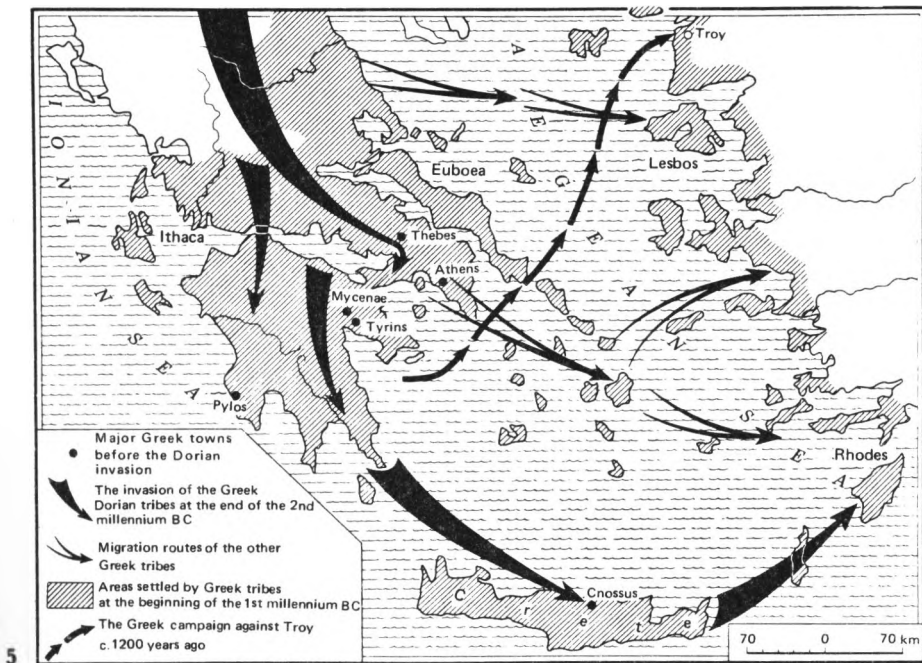 Troy
A E G E A N S E A
I O N I A N S E A
Euboea
Lesbos
Ithaca
Thebes
Athens
Mycenae
Tyrins
Pylos
Rhodes
Cnossus
C r e t e
Major Greek towns
before the Dorian
invasion
The invasion of the Greek
Dorian tribes at the end of the 2nd
millennium BC
Migration routes of the other
Greek tribes
Areas settled by Greek tribes
at the beginning of the 1st millennium BC
The Greek campaign against Troy
c. 1200 years ago
70 0 70 km
5